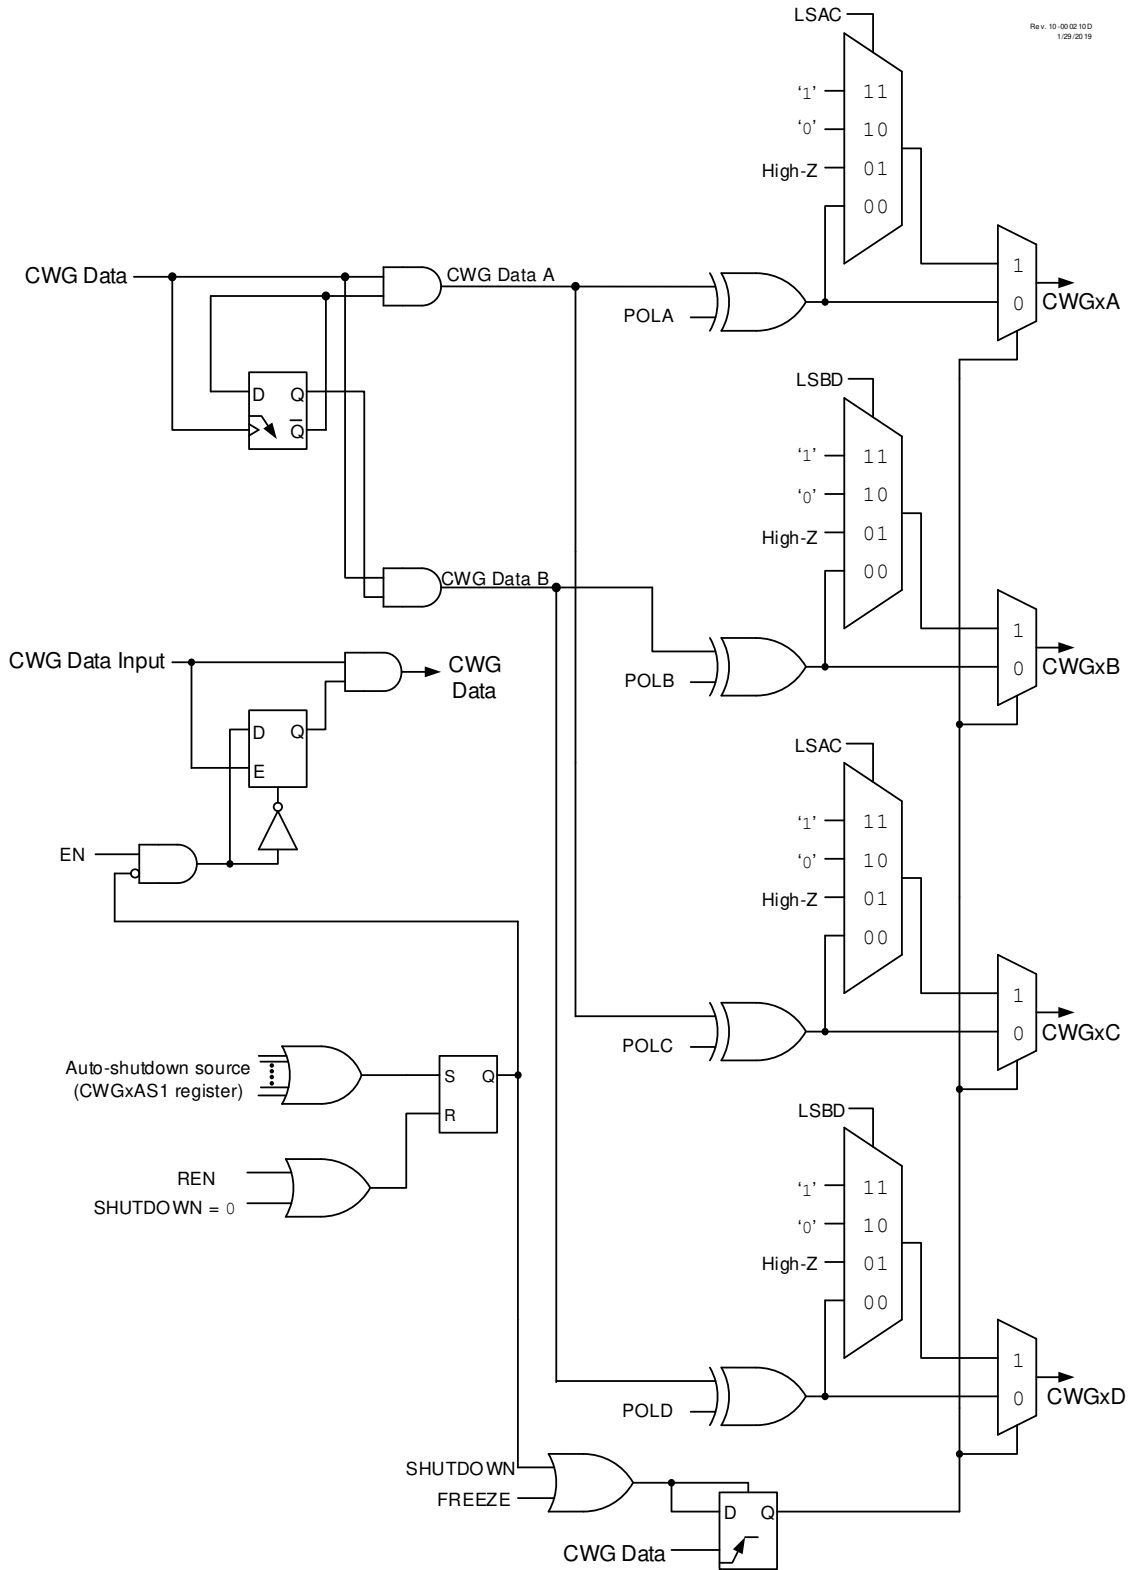 LSAC
Rev. 10-000210D
1/29/2019
‘1’
11
‘0’
10
High-Z
01
00
CWG Data
CWG Data A
1
POLA
0
CWGxA
LSBD
D
Q
Q
‘1’
11
‘0’
10
High-Z
01
CWG Data B
00
CWG Data Input
CWG
Data
1
POLB
0
CWGxB
D
Q
E
LSAC
‘1’
11
EN
‘0’
10
High-Z
01
00
1
POLC
0
CWGxC
Auto-shutdown source
(CWGxAS1 register)
S
Q
R
LSBD
REN
SHUTDOWN = 0
‘1’
11
‘0’
10
High-Z
01
00
1
POLD
0
CWGxD
SHUTDOWN
FREEZE
D
Q
CWG Data